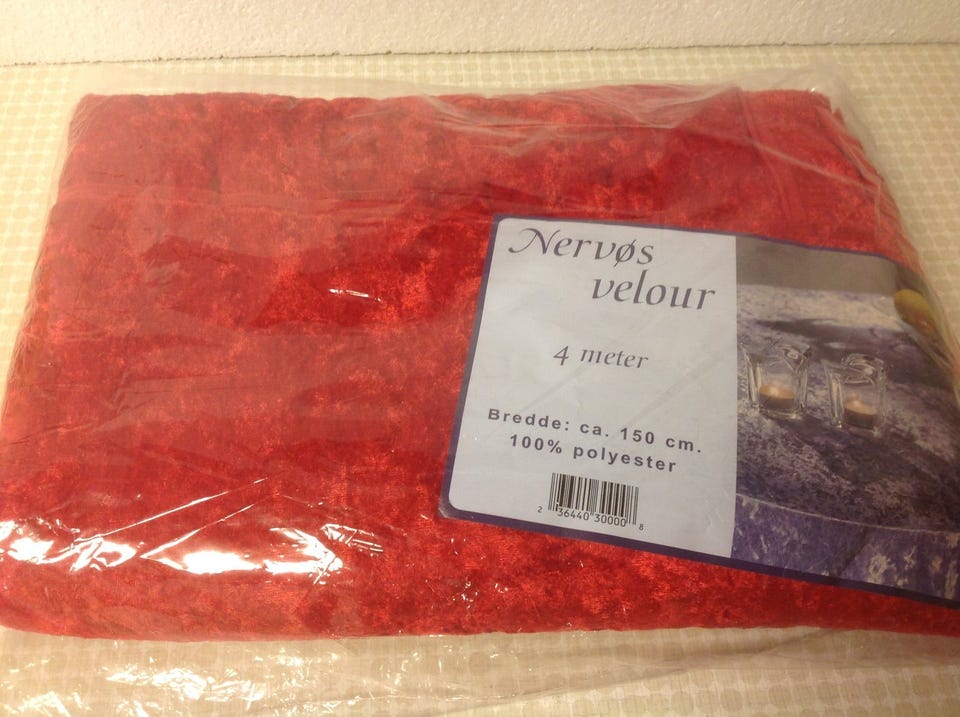 Nervøs
velour
4 meter
Bredde: ca. 150 cm.
100% polyester
2 36440 30000 8